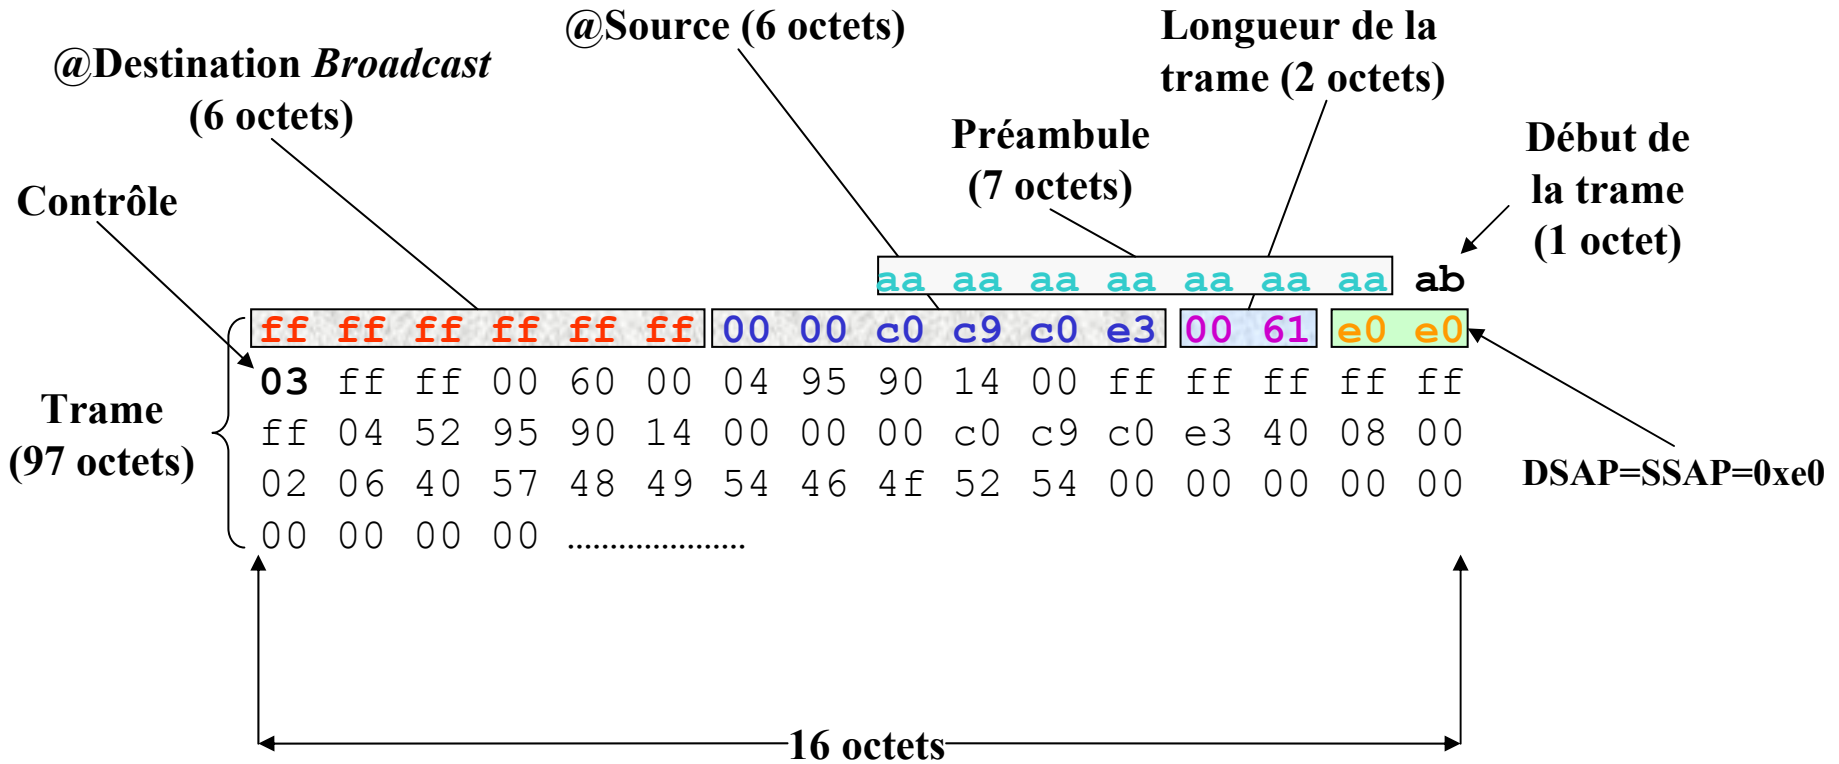 @Source (6 octets)
Longueur de la
trame (2 octets)
@Destination Broadcast
(6 octets)
Préambule
(7 octets)
Début de
la trame
(1 octet)
Contrôle
aa aa aa aa aa aa aa ab
ff ff ff ff ff ff 00 00 c0 c9 c0 e3 00 61 e0 e0
03 ff ff 00 60 00 04 95 90 14 00 ff ff ff ff ff
ff 04 52 95 90 14 00 00 00 c0 c9 c0 e3 40 08 00
02 06 40 57 48 49 54 46 4f 52 54 00 00 00 00 00
00 00 00 00 .....................
Trame
(97 octets)
DSAP=SSAP=0xe0
16 octets